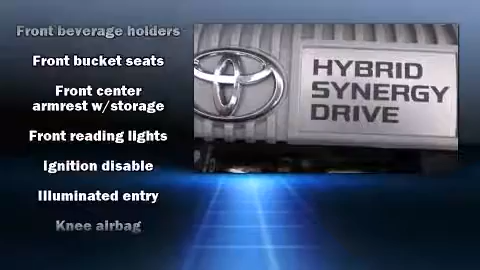 Front beverage holders
Front bucket seats
Front center
armrest w/storage
Front reading lights
Ignition disable
Illuminated entry
Knee airbag
HYBRID
SYNERGY
DRIVE